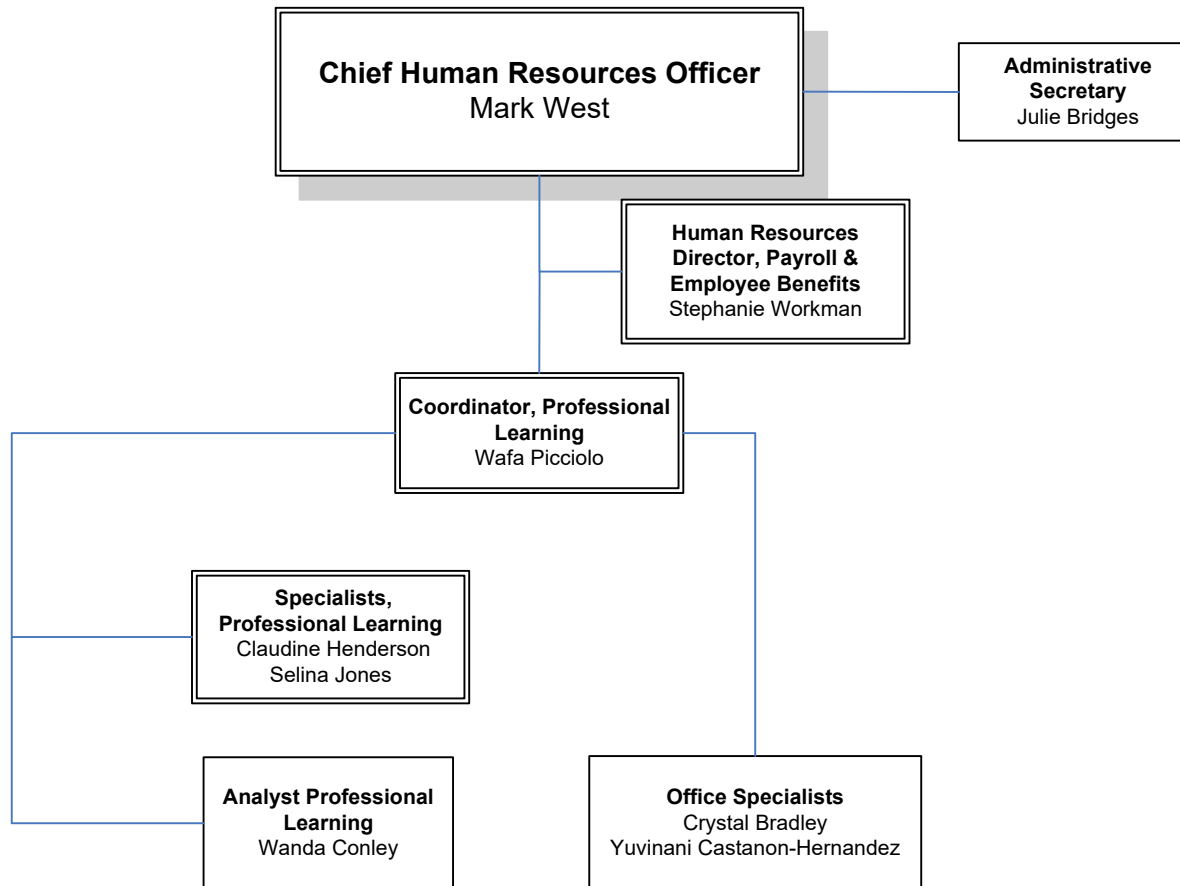 Chief Human Resources Officer
Mark West
Administrative
Secretary
Julie Bridges
Human Resources
Director, Payroll &
Employee Benefits
Stephanie Workman
Coordinator, Professional
Learning
Wafa Picciolo
Specialists,
Professional Learning
Claudine Henderson
Selina Jones
Analyst Professional
Learning
Wanda Conley
Office Specialists
Crystal Bradley
Yuvinani Castanon-Hernandez